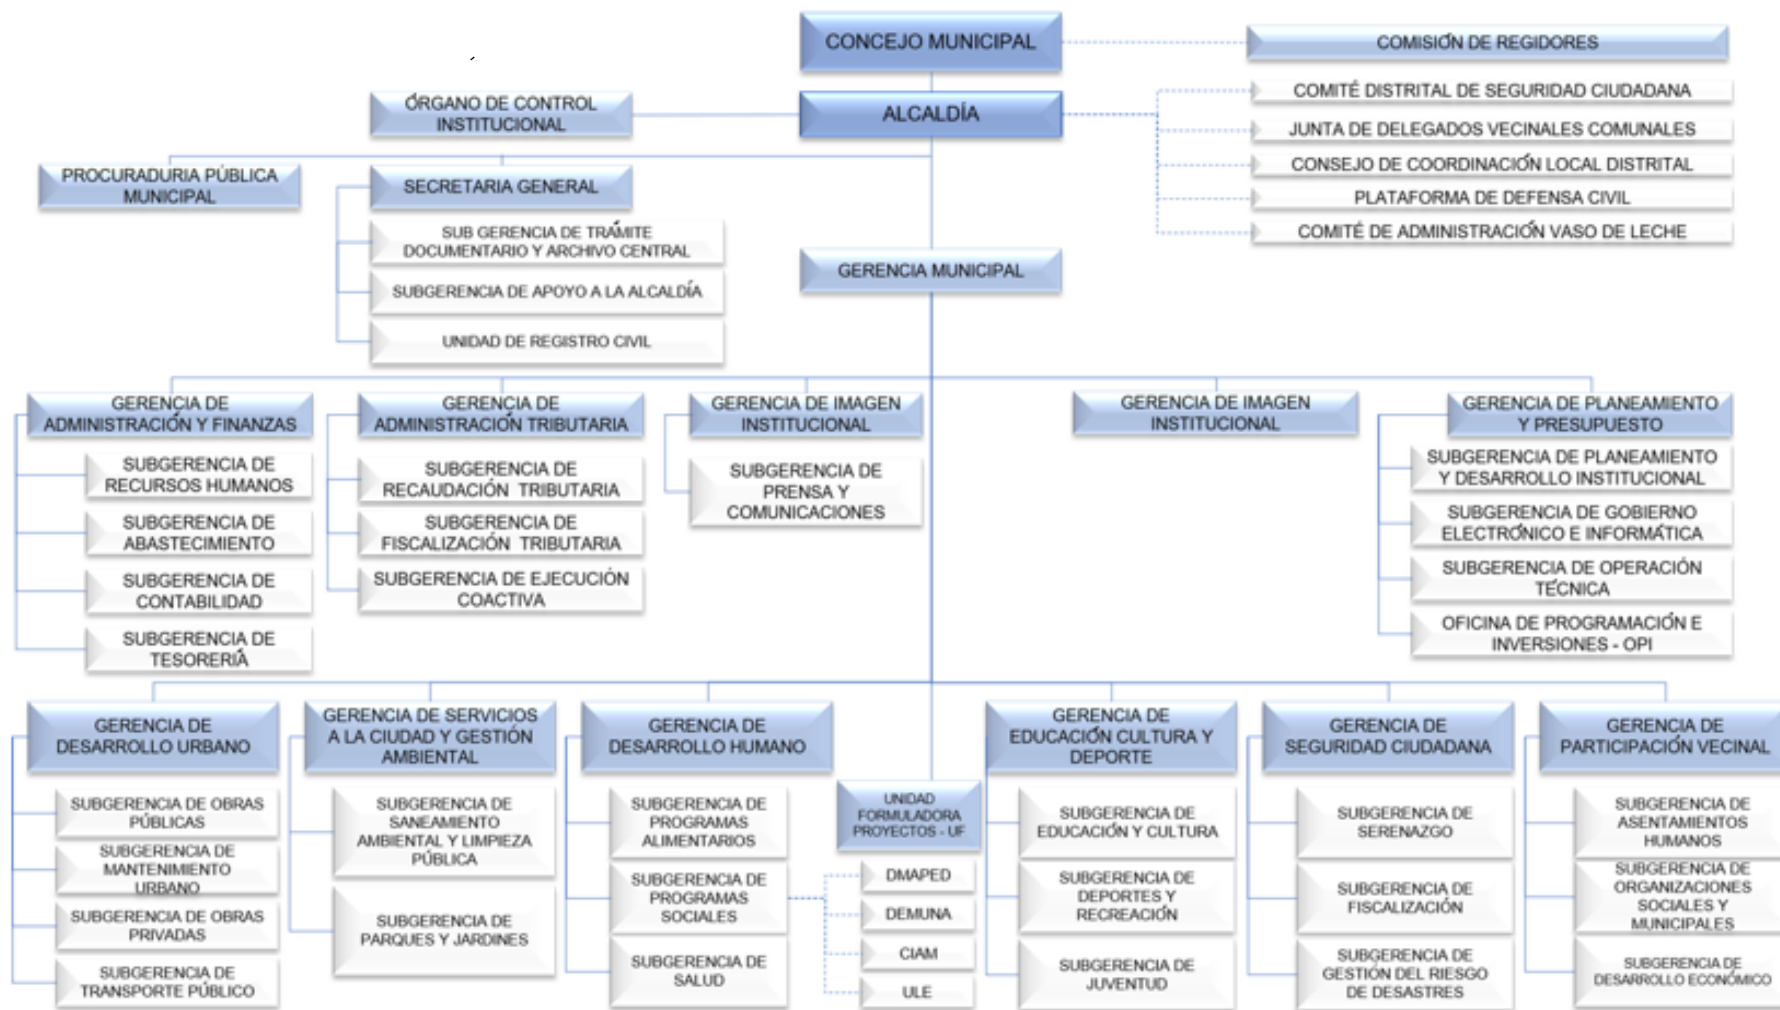 CONCEJO MUNICIPAL
COMISIÓN DE REGIDORES
ÓRGANO DE CONTROL
INSTITUCIONAL
ALCALDÍA
COMITÉ DISTRITAL DE SEGURIDAD CIUDADANA
JUNTA DE DELEGADOS VECINALES COMUNALES
CONSEJO DE COORDINACIÓN LOCAL DISTRITAL
PLATAFORMA DE DEFENSA CIVIL
COMITÉ DE ADMINISTRACIÓN VASO DE LECHE
PROCURADURIA PÚBLICA
MUNICIPAL
SECRETARIA GENERAL
SUB GERENCIA DE TRÁMITE
DOCUMENTARIO Y ARCHIVO CENTRAL
SUBGERENCIA DE APOYO A LA ALCALDÍA
UNIDAD DE REGISTRO CIVIL
GERENCIA MUNICIPAL
GERENCIA DE
ADMINISTRACIÓN Y FINANZAS
SUBGERENCIA DE
RECURSOS HUMANOS
SUBGERENCIA DE
ABASTECIMIENTO
SUBGERENCIA DE
CONTABILIDAD
SUBGERENCIA DE
TESORERÍA
GERENCIA DE
ADMINISTRACIÓN TRIBUTARIA
SUBGERENCIA DE
RECAUDACIÓN TRIBUTARIA
SUBGERENCIA DE
FISCALIZACIÓN TRIBUTARIA
SUBGERENCIA DE EJECUCIÓN
COACTIVA
GERENCIA DE IMAGEN
INSTITUCIONAL
SUBGERENCIA DE
PRENSA Y
COMUNICACIONES
GERENCIA DE IMAGEN
INSTITUCIONAL
GERENCIA DE PLANEAMIENTO
Y PRESUPUESTO
SUBGERENCIA DE PLANEAMIENTO
Y DESARROLLO INSTITUCIONAL
SUBGERENCIA DE GOBIERNO
ELECTRÓNICO E INFORMÁTICA
SUBGERENCIA DE OPERACIÓN
TÉCNICA
OFICINA DE PROGRAMACIÓN E
INVERSIONES - OPI
GERENCIA DE
DESARROLLO URBANO
SUBGERENCIA DE OBRAS
PÚBLICAS
SUBGERENCIA DE
MANTENIMIENTO
URBANO
SUBGERENCIA DE OBRAS
PRIVADAS
SUBGERENCIA DE
TRANSPORTE PÚBLICO
GERENCIA DE SERVICIOS
A LA CIUDAD Y GESTIÓN
AMBIENTAL
SUBGERENCIA DE
SANEAMIENTO
AMBIENTAL Y LIMPIEZA
PÚBLICA
SUBGERENCIA DE
PARQUES Y JARDINES
GERENCIA DE
DESARROLLO HUMANO
SUBGERENCIA DE
PROGRAMAS
ALIMENTARIOS
SUBGERENCIA DE
PROGRAMAS
SOCIALES
SUBGERENCIA DE
SALUD
UNIDAD
FORMULADORA
PROYECTOS - UF
DMAPED
DEMUNA
CIAM
ULE
GERENCIA DE
EDUCACIÓN CULTURA Y
DEPORTE
SUBGERENCIA DE
EDUCACIÓN Y CULTURA
SUBGERENCIA DE
DEPORTES Y
RECREACIÓN
SUBGERENCIA DE
JUVENTUD
GERENCIA DE
SEGURIDAD CIUDADANA
SUBGERENCIA DE
SERENAZGO
SUBGERENCIA DE
FISCALIZACIÓN
SUBGERENCIA DE
GESTIÓN DEL RIESGO
DE DESASTRES
GERENCIA DE
PARTICIPACIÓN VECINAL
SUBGERENCIA DE
ASENTAMIENTOS
HUMANOS
SUBGERENCIA DE
ORGANIZACIONES
SOCIALES Y
MUNICIPALES
SUBGERENCIA DE
DESARROLLO ECONÓMICO